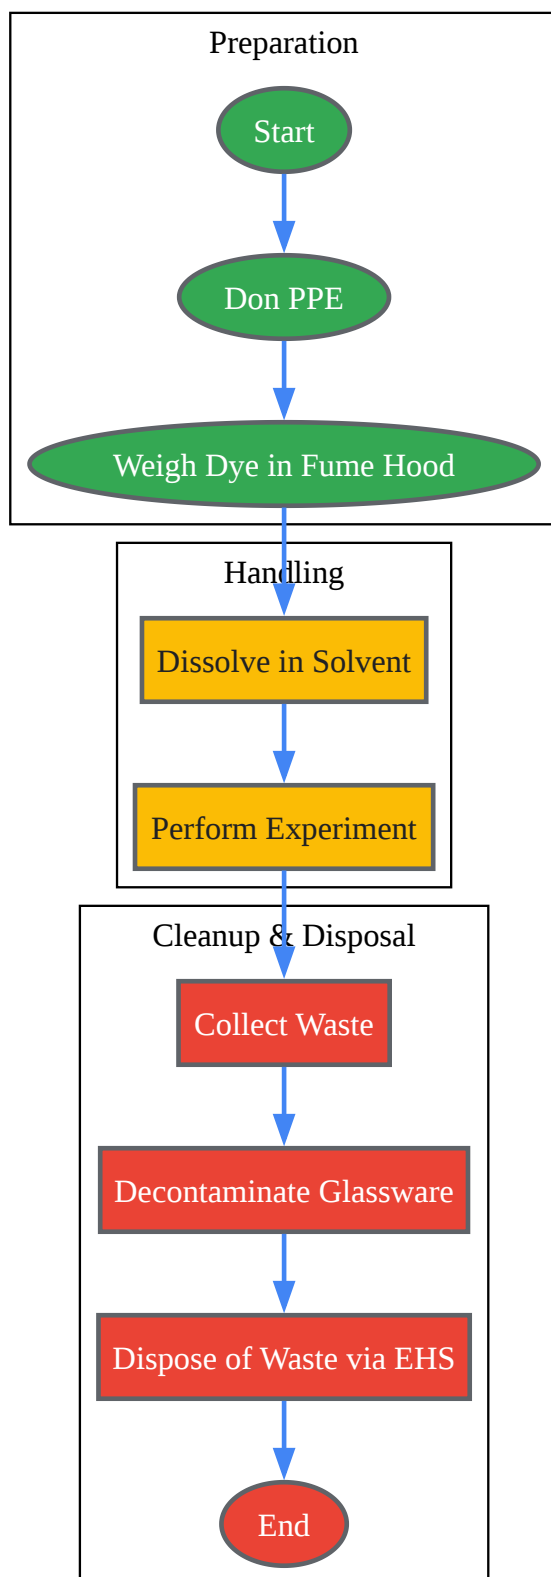 Preparation
Start
Don PPE
Weigh Dye in Fume Hood
Handling
Dissolve in Solvent
Perform Experiment
Cleanup & Disposal
Collect Waste
Decontaminate Glassware
Dispose of Waste via EHS
End